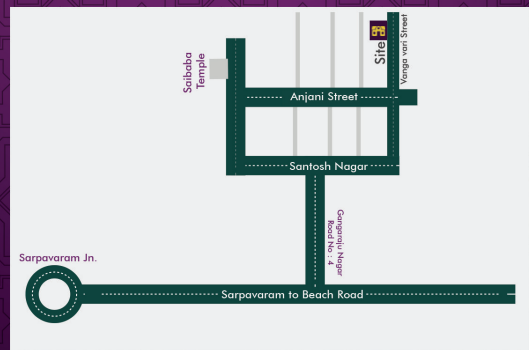 Saibaba
Temple
Site
Vanga vari Street
Anjani Street
Santosh Nagar
Gangaraju Nagar
Road No : 4
Sarpavaram Jn.
Sarpavaram to Beach Road